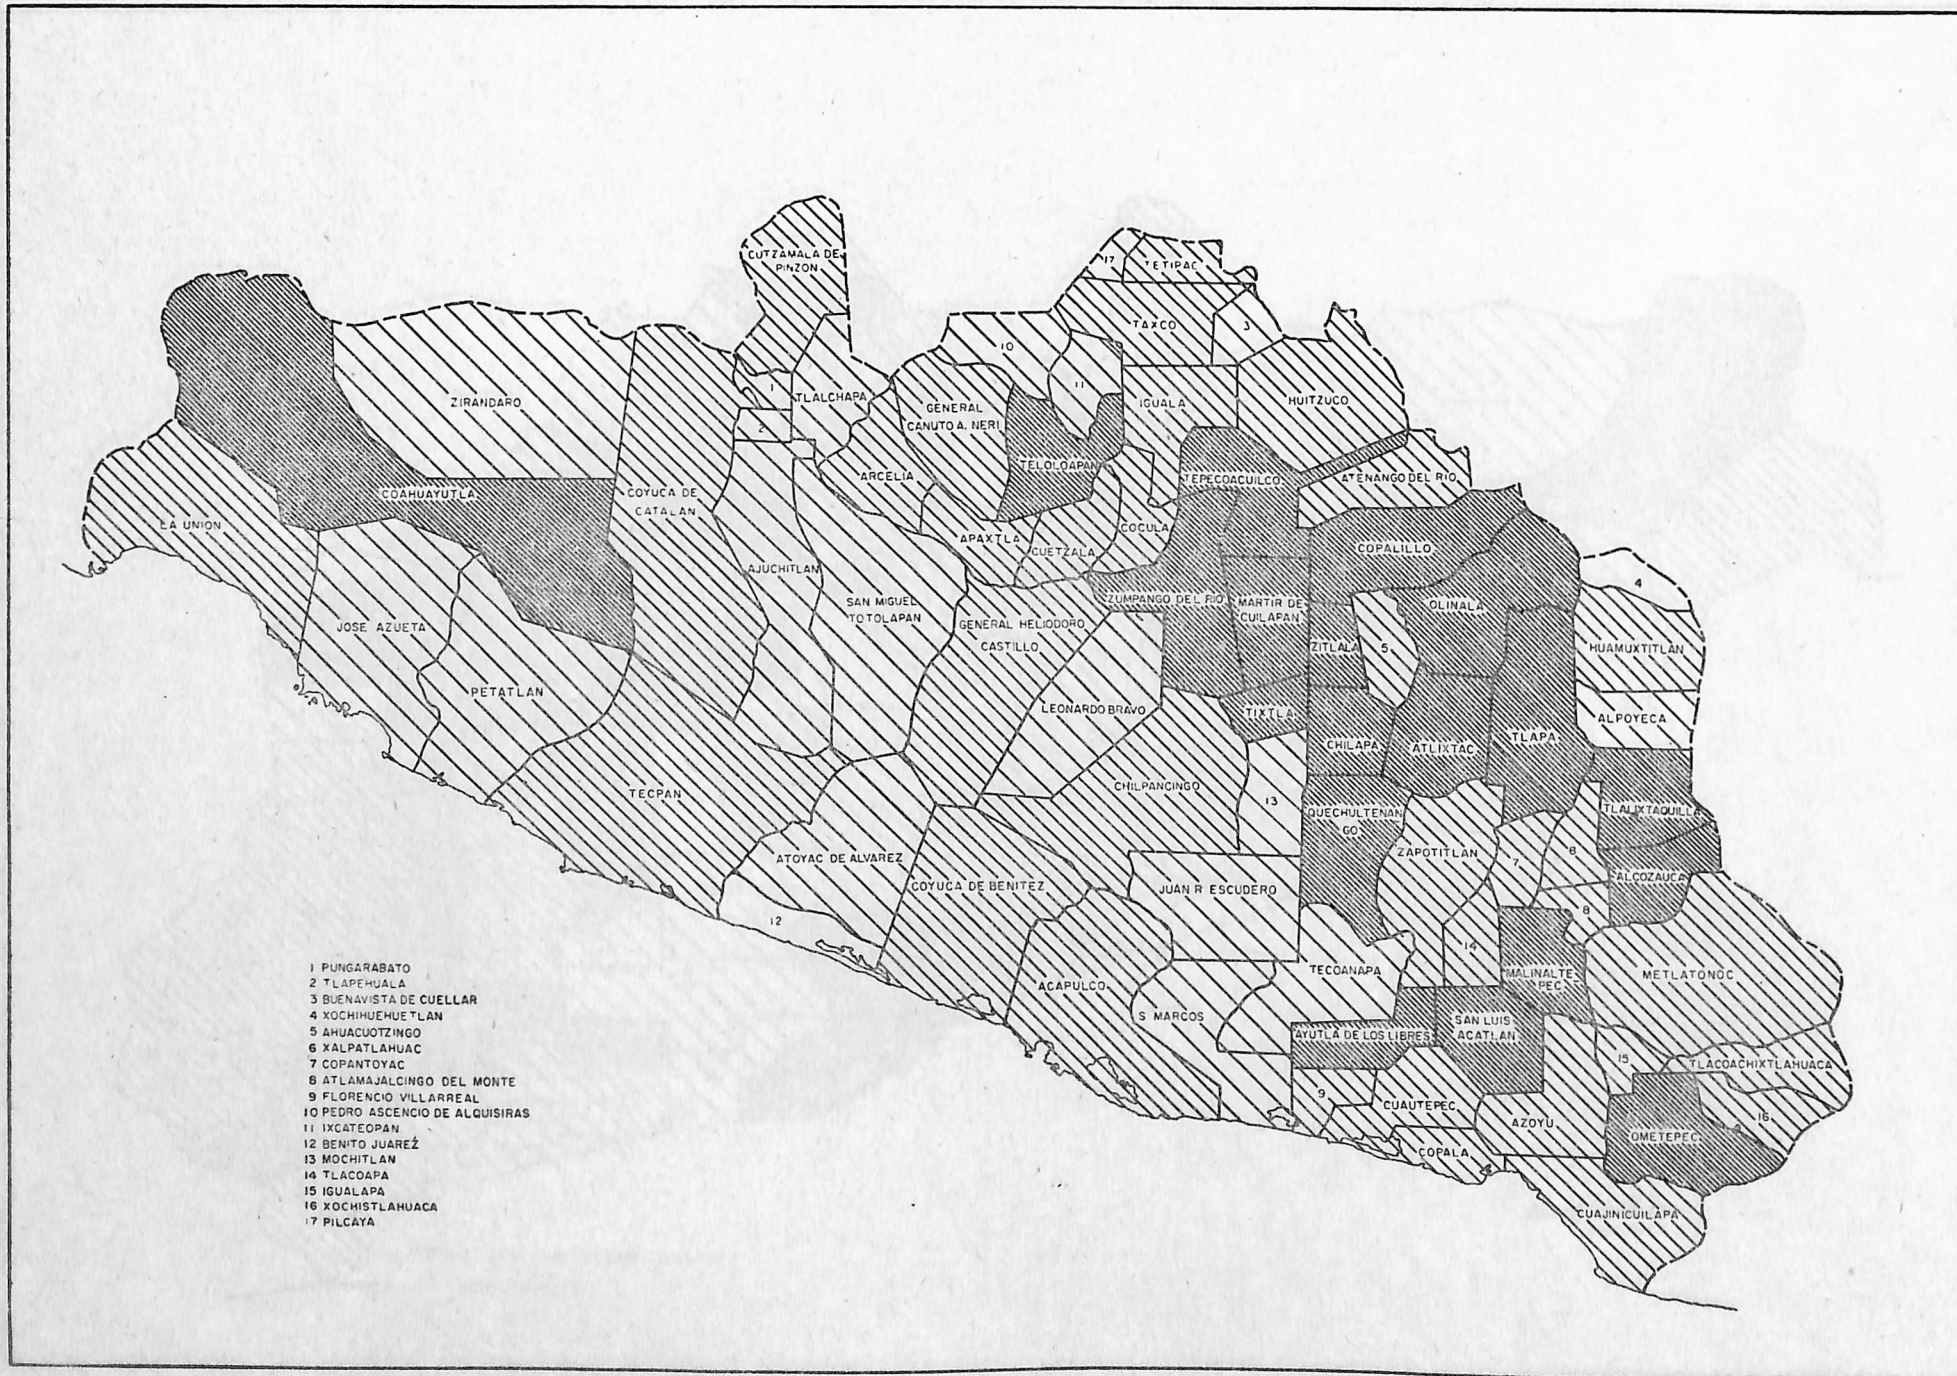 CUTZAMALA DE
PINZON
17
TETIPAC
TAXCO
3
10
11
ZIRANDARO
1
2
TLALCHAPA
GENERAL
CANUTO A. NERI
IGUALA
HUITZUCO
COAHUAYUTLA
LA UNION
COYUCA DE
CATALAN
ARCELIA
TELOLOAPAN
TEPECOACUILCO
ATENANGO DEL RIO
APAXTLA
CUETZALA
COCULA
COPALILLO
AJUCHITLAN
SAN MIGUEL
TOTOLAPAN
ZUMPANGO DEL RIO
MARTIR DE
CUILAPAN
OLINALA
4
JOSE AZUETA
GENERAL HELIODORO
CASTILLO
ZITLALA
5
HUAMUXTITLAN
PETATLAN
LEONARDO BRAVO
TIXTLA
ALPOYECA
CHILAPA
ATLIXTAC
TLAPA
TECPAN
CHILPANCINGO
13
QUECHULTENAN
GO
TLALIXTAQUILLA
ATOYAC DE ALVAREZ
ZAPOTITLAN
7
8
COYUCA DE BENITEZ
JUAN R ESCUDERO
ALCOZAUCA
12
8
14
ACAPULCO
TECOANAPA
MALINALTE
PEC
METLATONOC
S. MARCOS
AYUTLA DE LOS LIBRES
SAN LUIS
ACATLAN
15
TLACOACHIXTLAHUACA
9
CUAUTEPEC
AZOYU
16
OMETEPEC
COPALA
CUAJINICUILAPA
1 PUNGARABATO
2 TLAPEHUALA
3 BUENAVISTA DE CUELLAR
4 XOCHIHUEHUETLAN
5 AHUACUOTZINGO
6 XALPATLAHUAC
7 COPANTOYAC
8 ATLAMAJALCINGO DEL MONTE
9 FLORENCIO VILLARREAL
10 PEDRO ASCENCIO DE ALQUISIRAS
11 IXCATEOPAN
12 BENITO JUAREZ
13 MOCHITLAN
14 TLACOAPA
15 IGUALAPA
16 XOCHISTLAHUACA
17 PILCAYA